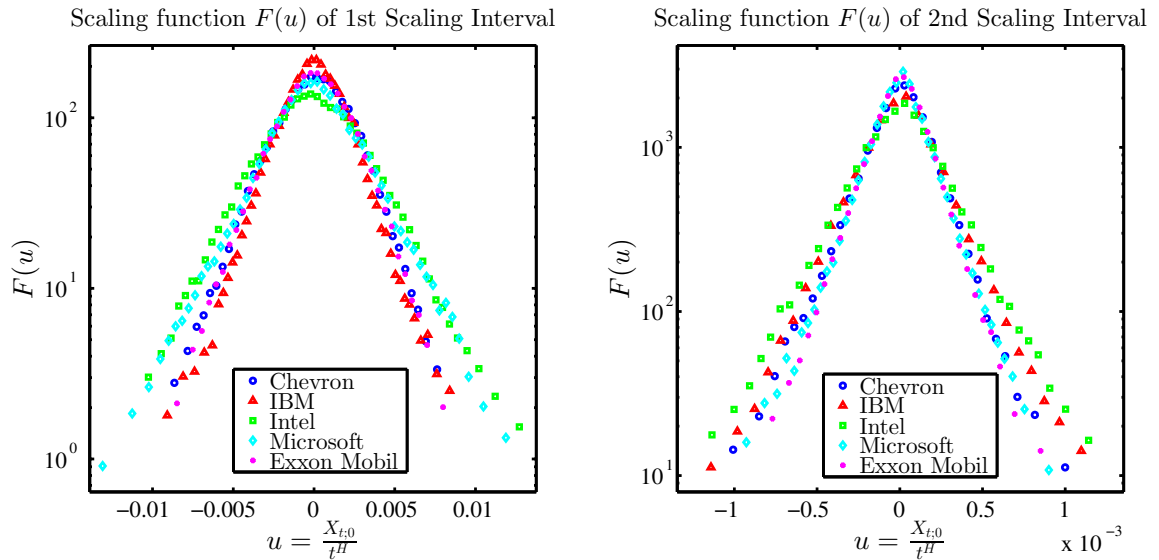 Scaling function F(u) of 1st Scaling Interval
10^2
10^1
10^0
F(u)
Chevron
IBM
Intel
Microsoft
Exxon Mobil
−0.01
−0.005
0
0.005
0.01
u = X_{t;0} / t^H
Scaling function F(u) of 2nd Scaling Interval
10^3
10^2
10^1
F(u)
Chevron
IBM
Intel
Microsoft
Exxon Mobil
−1
−0.5
0
0.5
1
x 10^{−3}
u = X_{t;0} / t^H